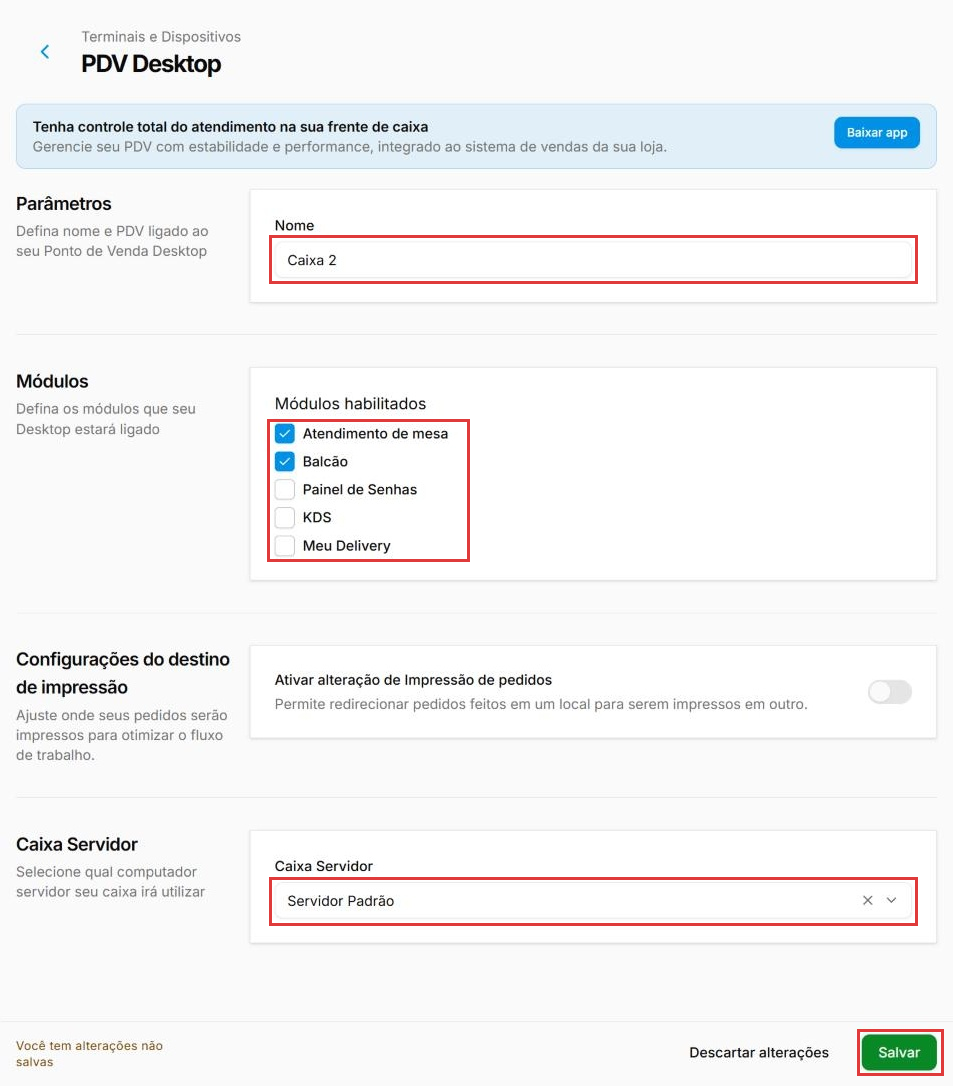 Terminais e Dispositivos
PDV Desktop
Tenha controle total do atendimento na sua frente de caixa
Gerencie seu PDV com estabilidade e performance, integrado ao sistema de vendas da sua loja.
Baixar app
Parâmetros
Defina nome e PDV ligado ao
seu Ponto de Venda Desktop
Nome
Caixa 2
Módulos
Defina os módulos que seu
Desktop estará ligado
Módulos habilitados
Atendimento de mesa
Balcão
Painel de Senhas
KDS
Meu Delivery
Configurações do destino
de impressão
Ajuste onde seus pedidos serão
impressos para otimizar o fluxo
de trabalho.
Ativar alteração de Impressão de pedidos
Permite redirecionar pedidos feitos em um local para serem impressos em outro.
Caixa Servidor
Selecione qual computador
servidor seu caixa irá utilizar
Caixa Servidor
Servidor Padrão
Você tem alterações não
salvas
Descartar alterações
Salvar